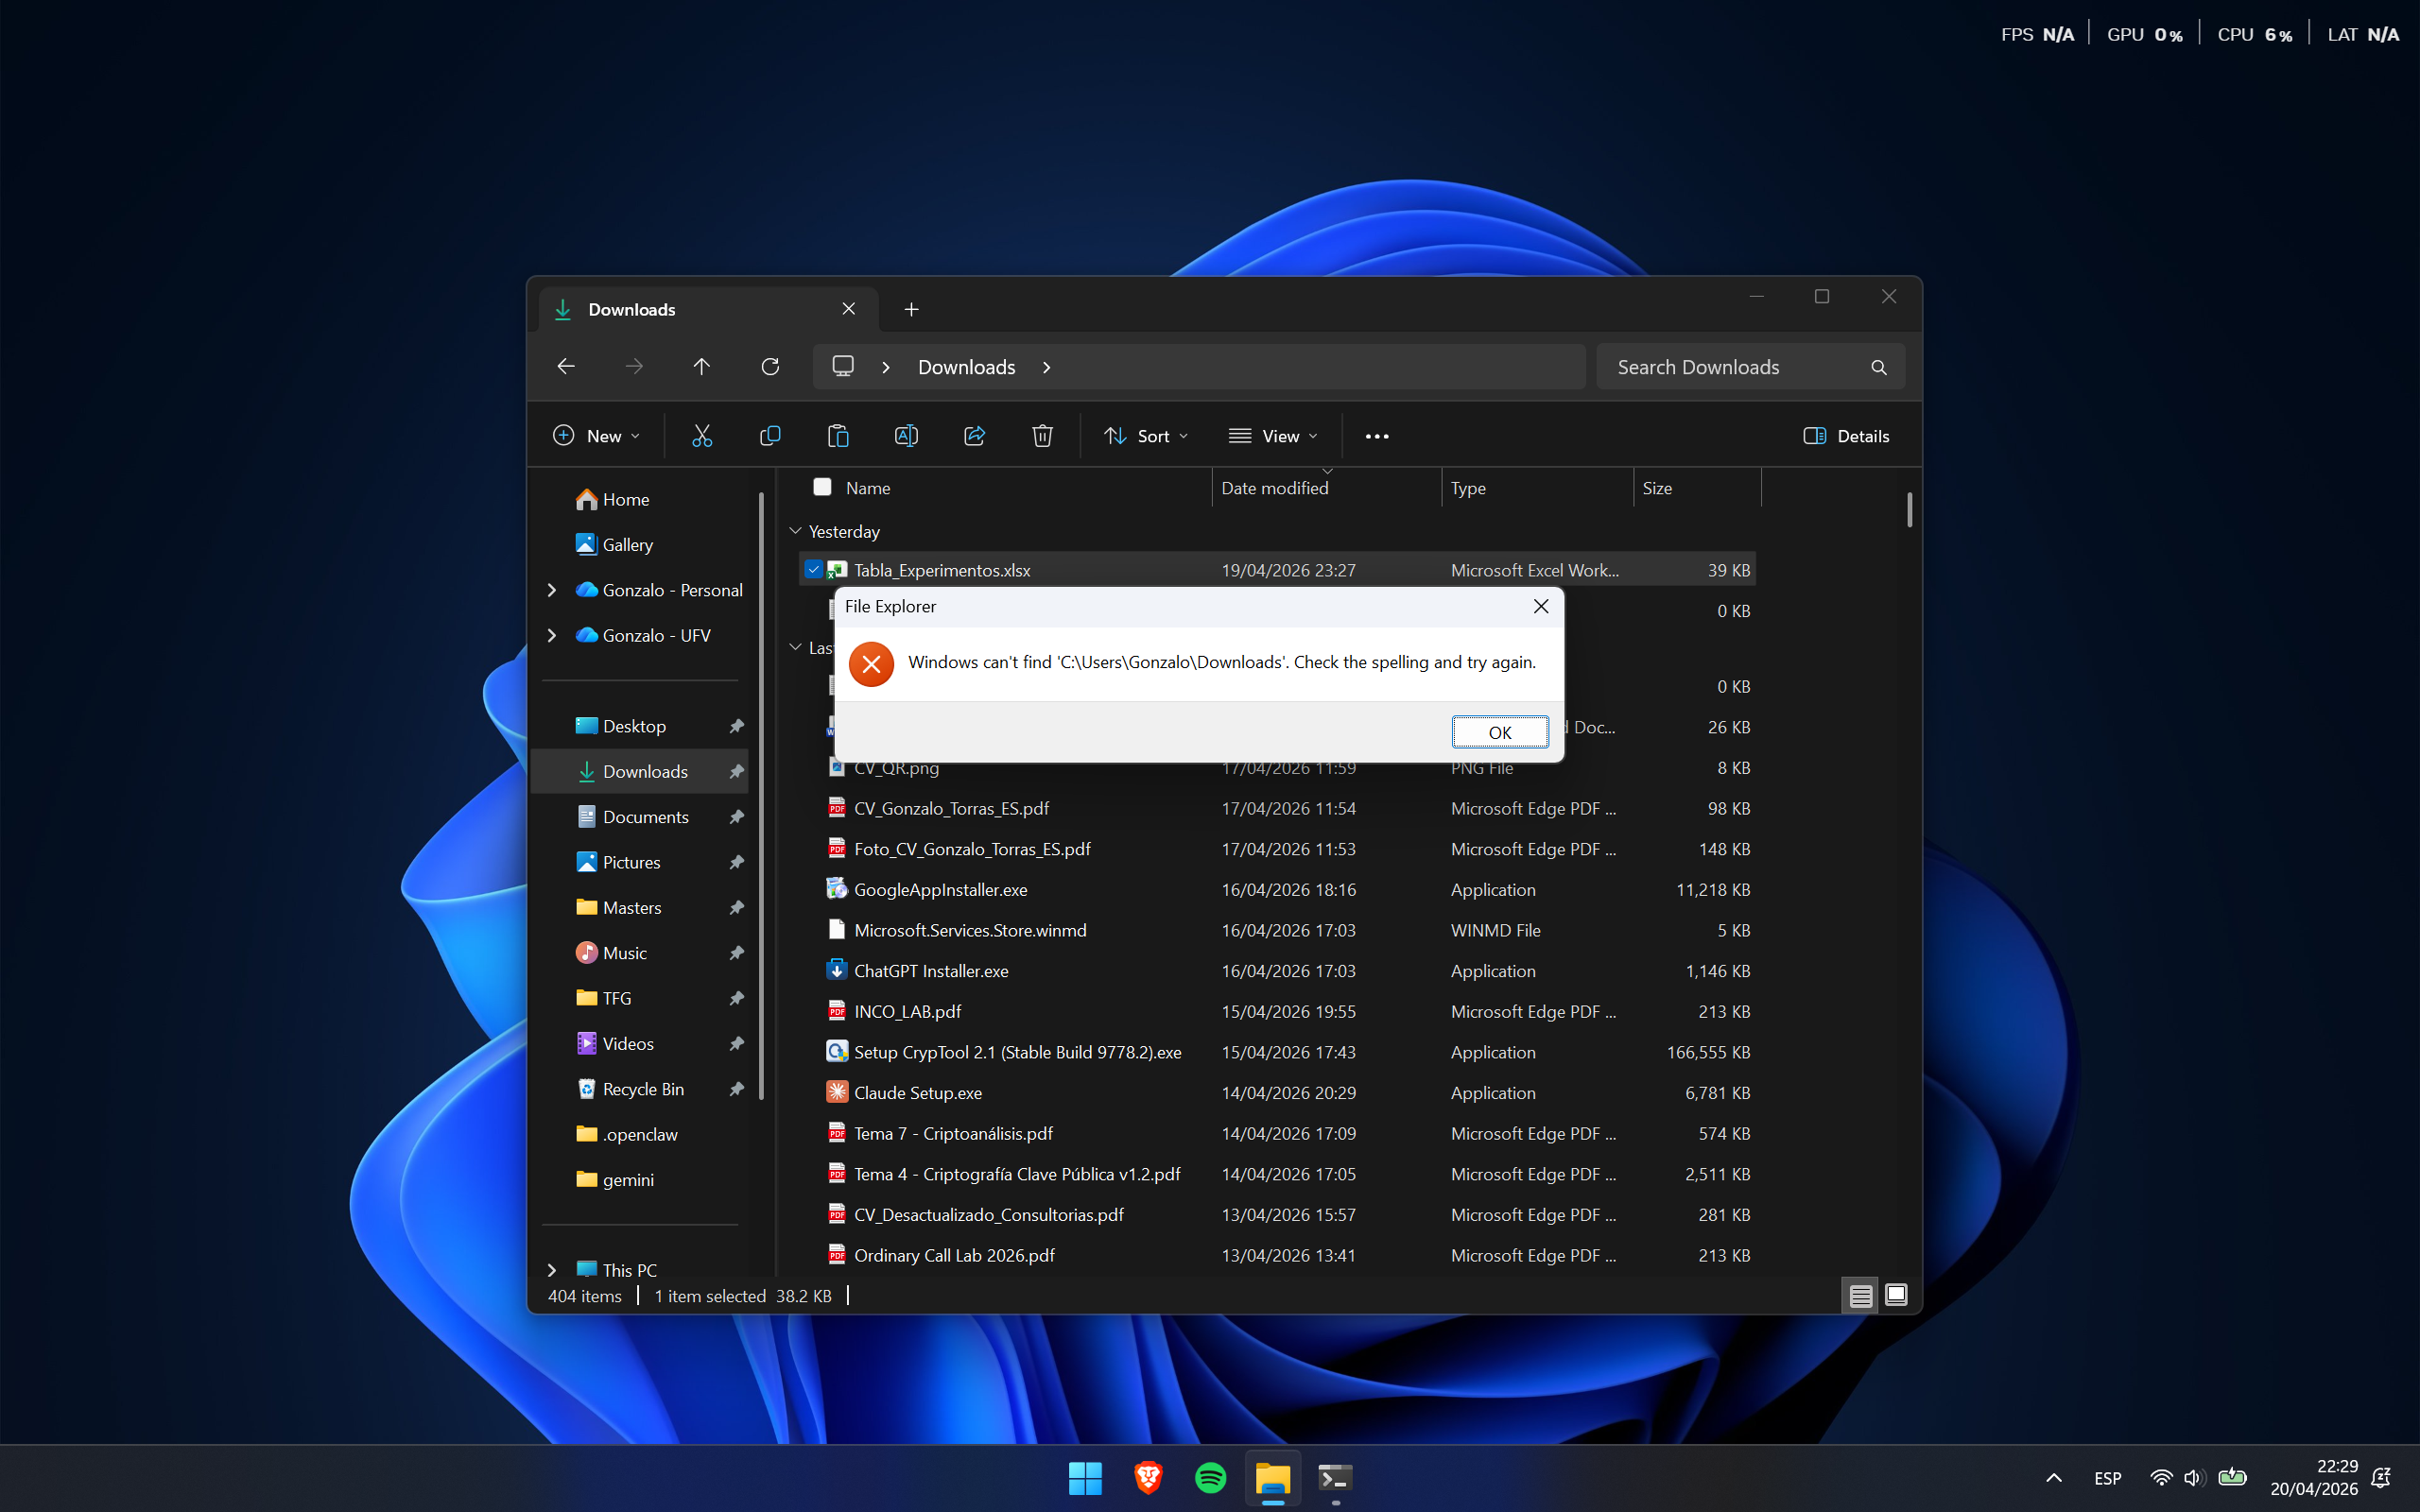 FPS N/A GPU 0% CPU 6% LAT N/A
Downloads
Downloads
Search Downloads
New Sort View Details
Name Date modified Type Size
Home
Gallery
Gonzalo - Personal
Gonzalo - UFV
Desktop
Downloads
Documents
Pictures
Masters
Music
TFG
Videos
Recycle Bin
.openclaw
gemini
This PC
Yesterday
Tabla_Experimentos.xlsx 19/04/2026 23:27 Microsoft Excel Work... 39 KB
0 KB
Las
0 KB
Doc... 26 KB
File Explorer
Windows can't find 'C:\Users\Gonzalo\Downloads'. Check the spelling and try again.
OK
CV_QR.png 17/04/2026 11:59 PNG File 8 KB
CV_Gonzalo_Torras_ES.pdf 17/04/2026 11:54 Microsoft Edge PDF ... 98 KB
Foto_CV_Gonzalo_Torras_ES.pdf 17/04/2026 11:53 Microsoft Edge PDF ... 148 KB
GoogleAppInstaller.exe 16/04/2026 18:16 Application 11,218 KB
Microsoft.Services.Store.winmd 16/04/2026 17:03 WINMD File 5 KB
ChatGPT Installer.exe 16/04/2026 17:03 Application 1,146 KB
INCO_LAB.pdf 15/04/2026 19:55 Microsoft Edge PDF ... 213 KB
Setup CrypTool 2.1 (Stable Build 9778.2).exe 15/04/2026 17:43 Application 166,555 KB
Claude Setup.exe 14/04/2026 20:29 Application 6,781 KB
Tema 7 - Criptoanálisis.pdf 14/04/2026 17:09 Microsoft Edge PDF ... 574 KB
Tema 4 - Criptografía Clave Pública v1.2.pdf 14/04/2026 17:05 Microsoft Edge PDF ... 2,511 KB
CV_Desactualizado_Consultorias.pdf 13/04/2026 15:57 Microsoft Edge PDF ... 281 KB
Ordinary Call Lab 2026.pdf 13/04/2026 13:41 Microsoft Edge PDF ... 213 KB
404 items 1 item selected 38.2 KB
ESP
22:29
20/04/2026